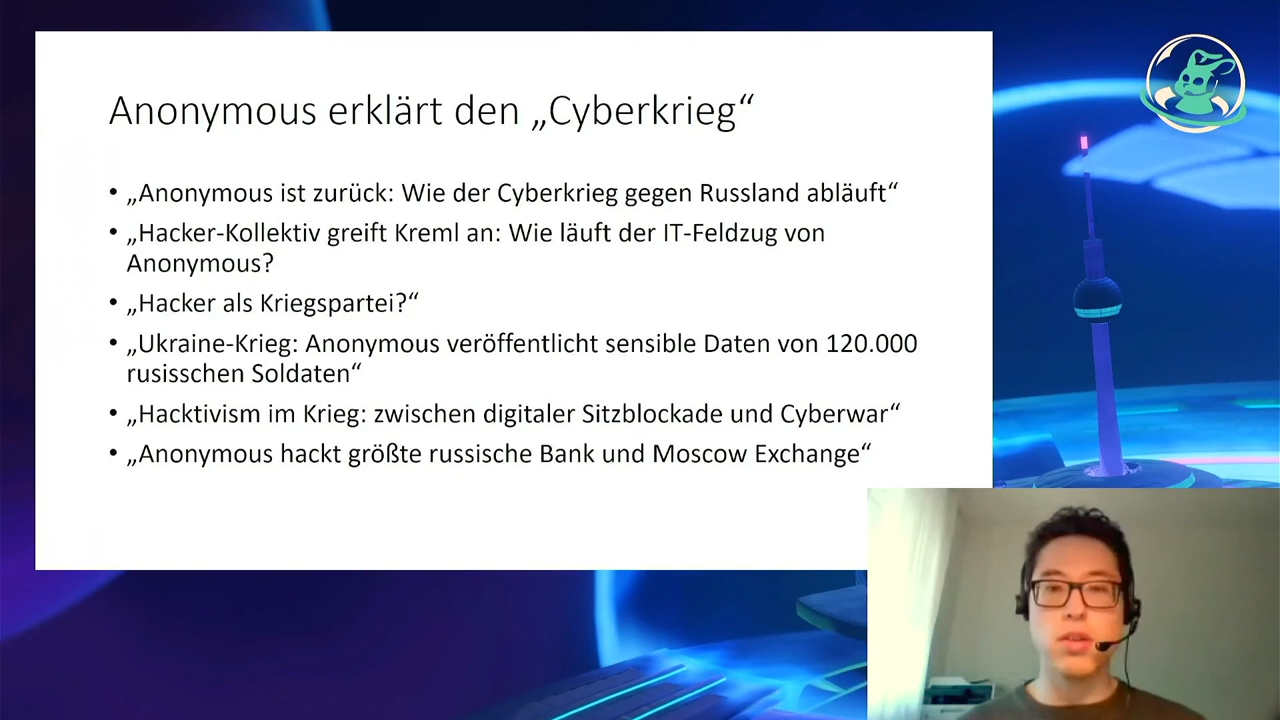 Anonymous erklärt den „Cyberkrieg“
• „Anonymous ist zurück: Wie der Cyberkrieg gegen Russland abläuft“
• „Hacker-Kollektiv greift Kreml an: Wie läuft der IT-Feldzug von
Anonymous?
• „Hacker als Kriegspartei?“
• „Ukraine-Krieg: Anonymous veröffentlicht sensible Daten von 120.000
rusisschen Soldaten“
• „Hacktivism im Krieg: zwischen digitaler Sitzblockade und Cyberwar“
• „Anonymous hackt größte russische Bank und Moscow Exchange“